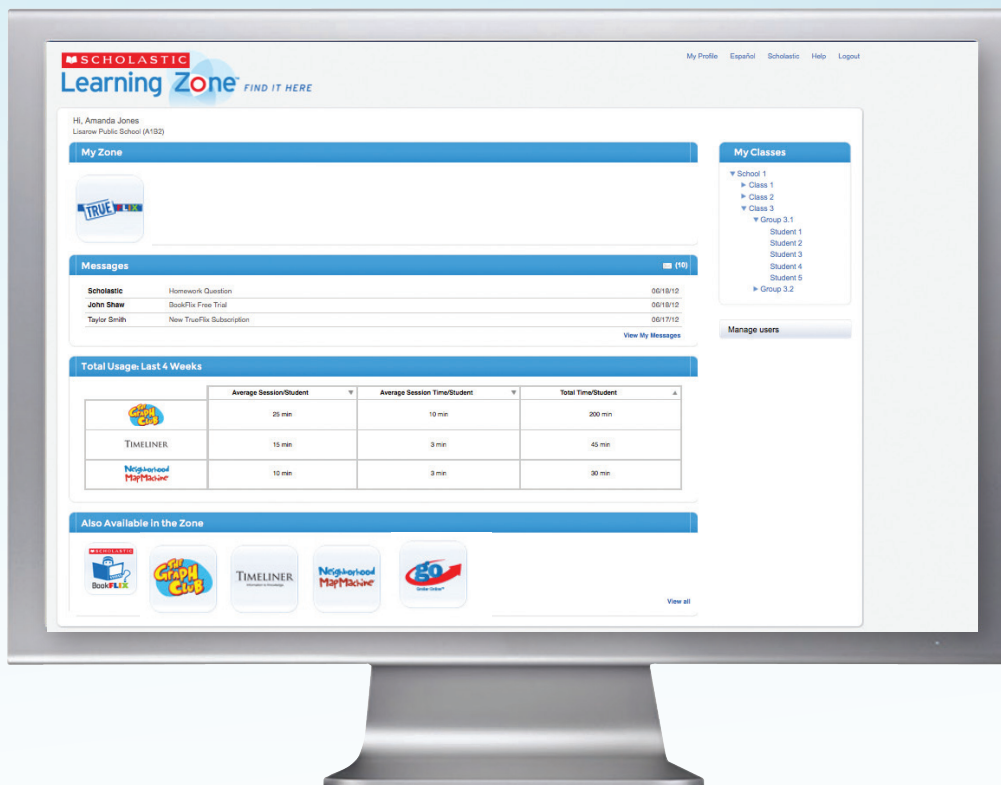 SCHOLASTIC
Learning Zone™ FIND IT HERE
My Profile Español Scholastic Help Logout
Hi, Amanda Jones
Lisarow Public School (A1B2)
My Zone
TRUE FLIX
Messages (10)
Scholastic Homework Question 06/18/12
John Shaw BookFlix Free Trial 06/18/12
Taylor Smith New TrueFlix Subscription 06/17/12
View My Messages
Total Usage: Last 4 Weeks
Average Session/Student Average Session Time/Student Total Time/Student
THE GRAPH CLUB 25 min 10 min 200 min
TIMELINER 15 min 3 min 45 min
Neighborhood MapMachine 10 min 3 min 30 min
Also Available in the Zone
SCHOLASTIC
BookFLIX
THE GRAPH CLUB
TIMELINER
Neighborhood
MapMachine
go
Grolier Online™
View all
My Classes
School 1
Class 1
Class 2
Class 3
Group 3.1
Student 1
Student 2
Student 3
Student 4
Student 5
Group 3.2
Manage users